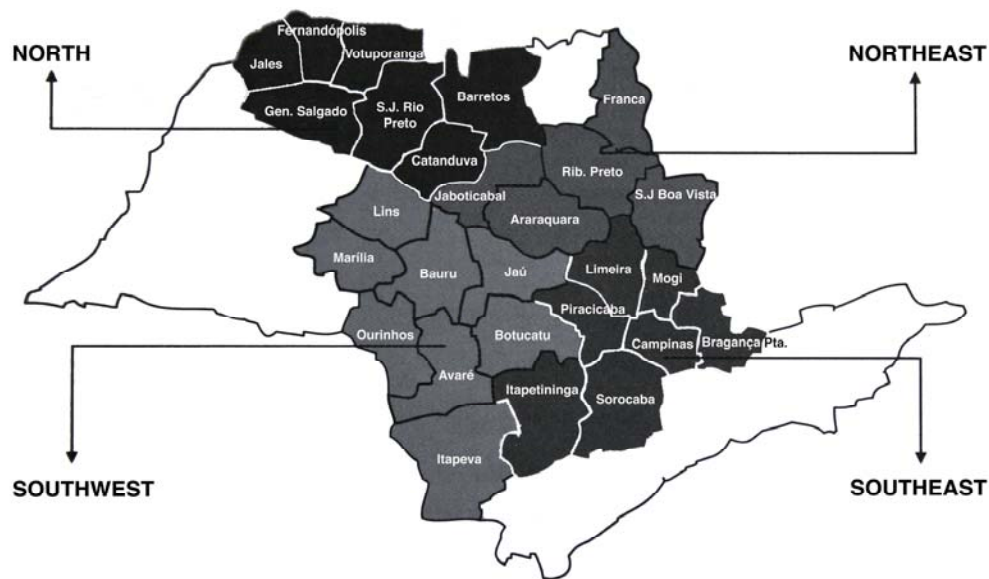 Fernandópolis
NORTH
Votuporanga
NORTHEAST
Jales
Barretos
Franca
Gen. Salgado
S.J. Rio
Preto
Catanduva
Rib. Preto
Jaboticabal
S.J Boa Vista
Lins
Araraquara
Marília
Bauru
Jaú
Limeira
Mogi
Piracicaba
Ourinhos
Botucatu
Campinas
Bragança Pta.
Avaré
Itapetininga
Sorocaba
Itapeva
SOUTHWEST
SOUTHEAST